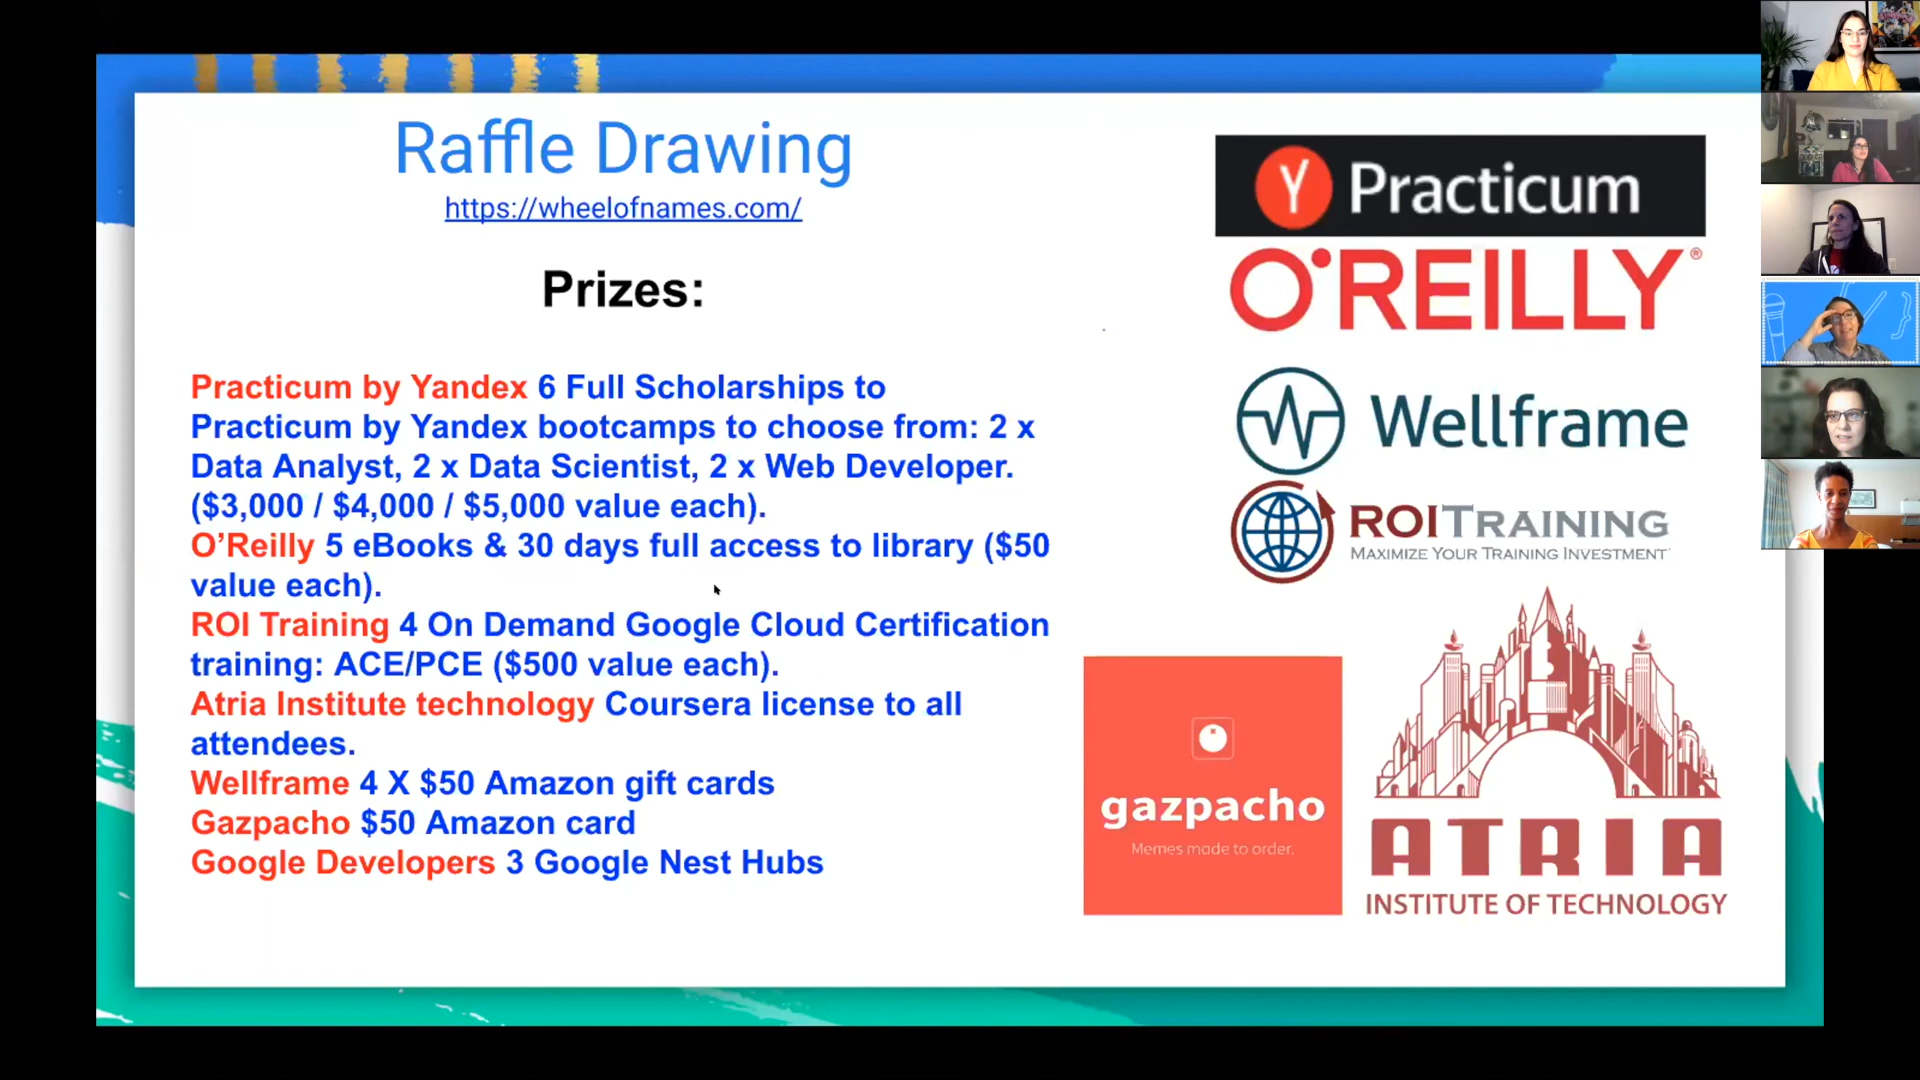 Raffle Drawing
https://wheelofnames.com/
Prizes:
Practicum by Yandex 6 Full Scholarships to
Practicum by Yandex bootcamps to choose from: 2 x
Data Analyst, 2 x Data Scientist, 2 x Web Developer.
($3,000 / $4,000 / $5,000 value each).
O’Reilly 5 eBooks & 30 days full access to library ($50
value each).
ROI Training 4 On Demand Google Cloud Certification
training: ACE/PCE ($500 value each).
Atria Institute technology Coursera license to all
attendees.
Wellframe 4 X $50 Amazon gift cards
Gazpacho $50 Amazon card
Google Developers 3 Google Nest Hubs
Y Practicum
O'REILLY®
Wellframe
ROI TRAINING
MAXIMIZE YOUR TRAINING INVESTMENT
gazpacho
Memes made to order.
ATRIA
INSTITUTE OF TECHNOLOGY